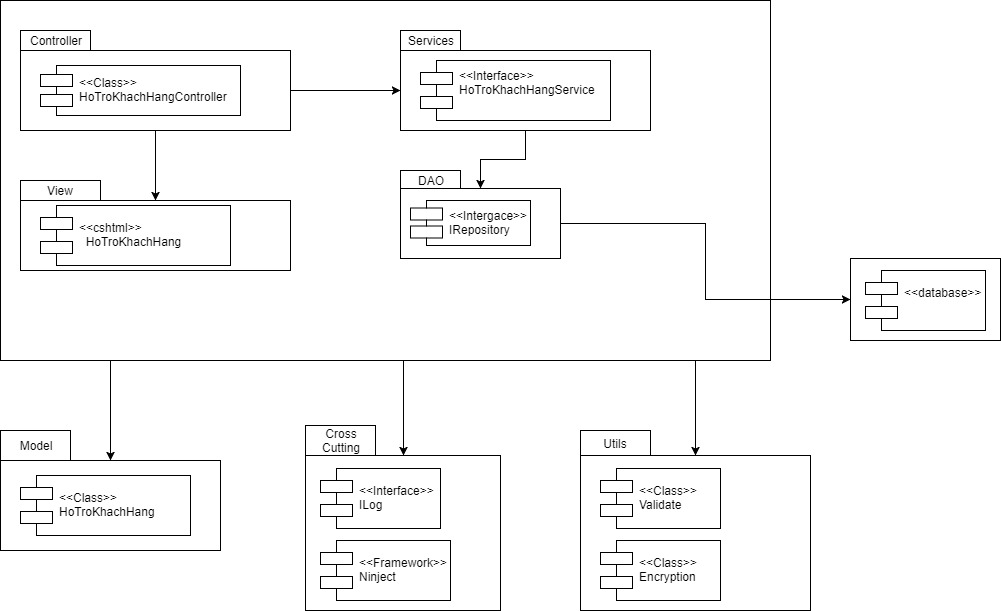 Controller
<<Class>>
HoTroKhachHangController
Services
<<Interface>>
HoTroKhachHangService
View
<<cshtml>>
HoTroKhachHang
DAO
<<Intergace>>
IRepository
<<database>>
Model
<<Class>>
HoTroKhachHang
Cross
Cutting
<<Interface>>
ILog
<<Framework>>
Ninject
Utils
<<Class>>
Validate
<<Class>>
Encryption